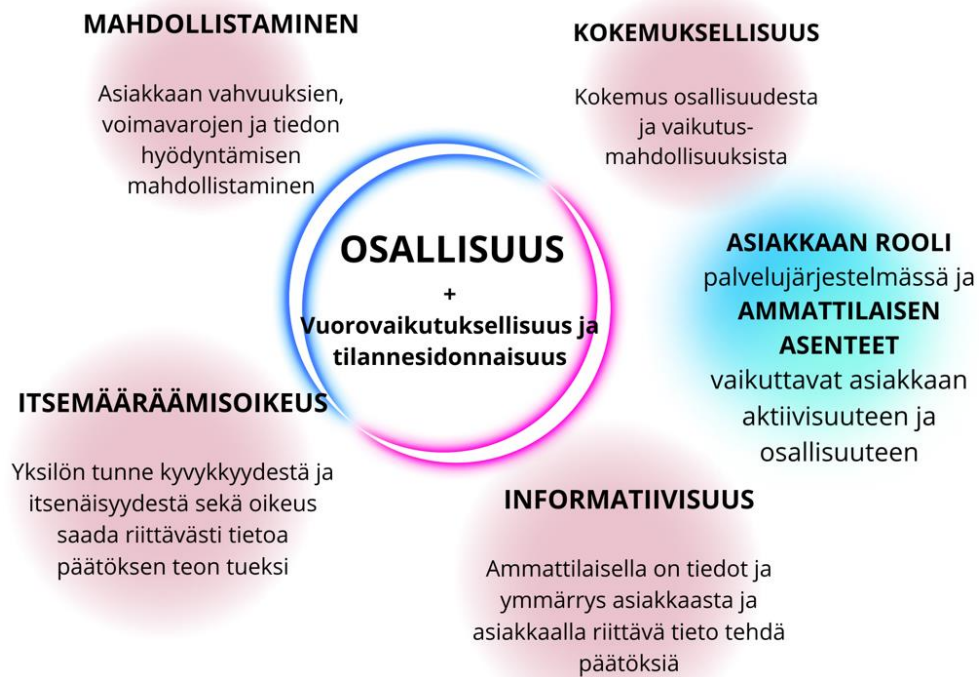 MAHDOLLISTAMINEN
Asiakkaan vahvuuksien,
voimavarojen ja tiedon
hyödyntämisen
mahdollistaminen
KOKEMUKSELLISUUS
Kokemus osallisuudesta
ja vaikutus-
mahdollisuuksista
OSALLISUUS
+
Vuorovaikutuksellisuus ja
tilannesidonnaisuus
ASIAKKAAN ROOLI
palvelujärjestelmässä ja
AMMATTILAISEN
ASENTEET
vaikuttavat asiakkaan
aktiivisuuteen ja
osallisuuteen
ITSEMÄÄRÄÄMISOIKEUS
Yksilön tunne kyvykkyydestä ja
itsenäisyydestä sekä oikeus
saada riittävästi tietoa
päätöksen teon tueksi
INFORMATIIVISUUS
Ammattilaisella on tiedot ja
ymmärrys asiakkaasta ja
asiakkaalla riittävä tieto tehdä
päätöksiä